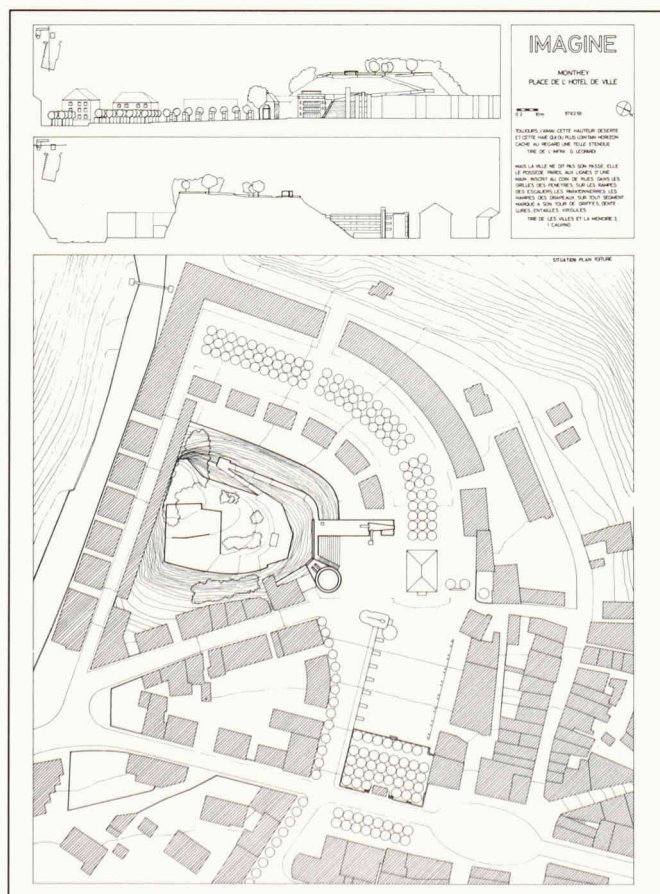 IMAGINE
MONTHEY
PLACE DE L'HOTEL DE VILLE
TOUJOURS J'AIMAI CETTE HAUTEUR DESERTE
ET CETTE HAIE QUI DU PLUS LOINTAIN HORIZON
CACHE AU REGARD UNE TELLE ETENDUE
TIRE DE L'INFINI G. LEOPARDI
MAIS LA VILLE NE DIT PAS SON PASSE, ELLE
LE POSSEDE PAREIL AUX LIGNES D'UNE
MAIN, INSCRIT AU COIN DE RUES, DANS LES
GRILLES DES FENETRES, SUR LES RAMPES
DES ESCALIERS, LES PARATONNERRES, LES
HAMPES DES DRAPEAUX, SUR TOUT SEGMENT
MARQUE A SON TOUR DE GRIFFES, DENTE-
LURES, ENTAILLES, VIRGULES
TIRE DE LES VILLES ET LA MEMOIRE 3,
I. CALVINO
SITUATION PLAN TOITURE